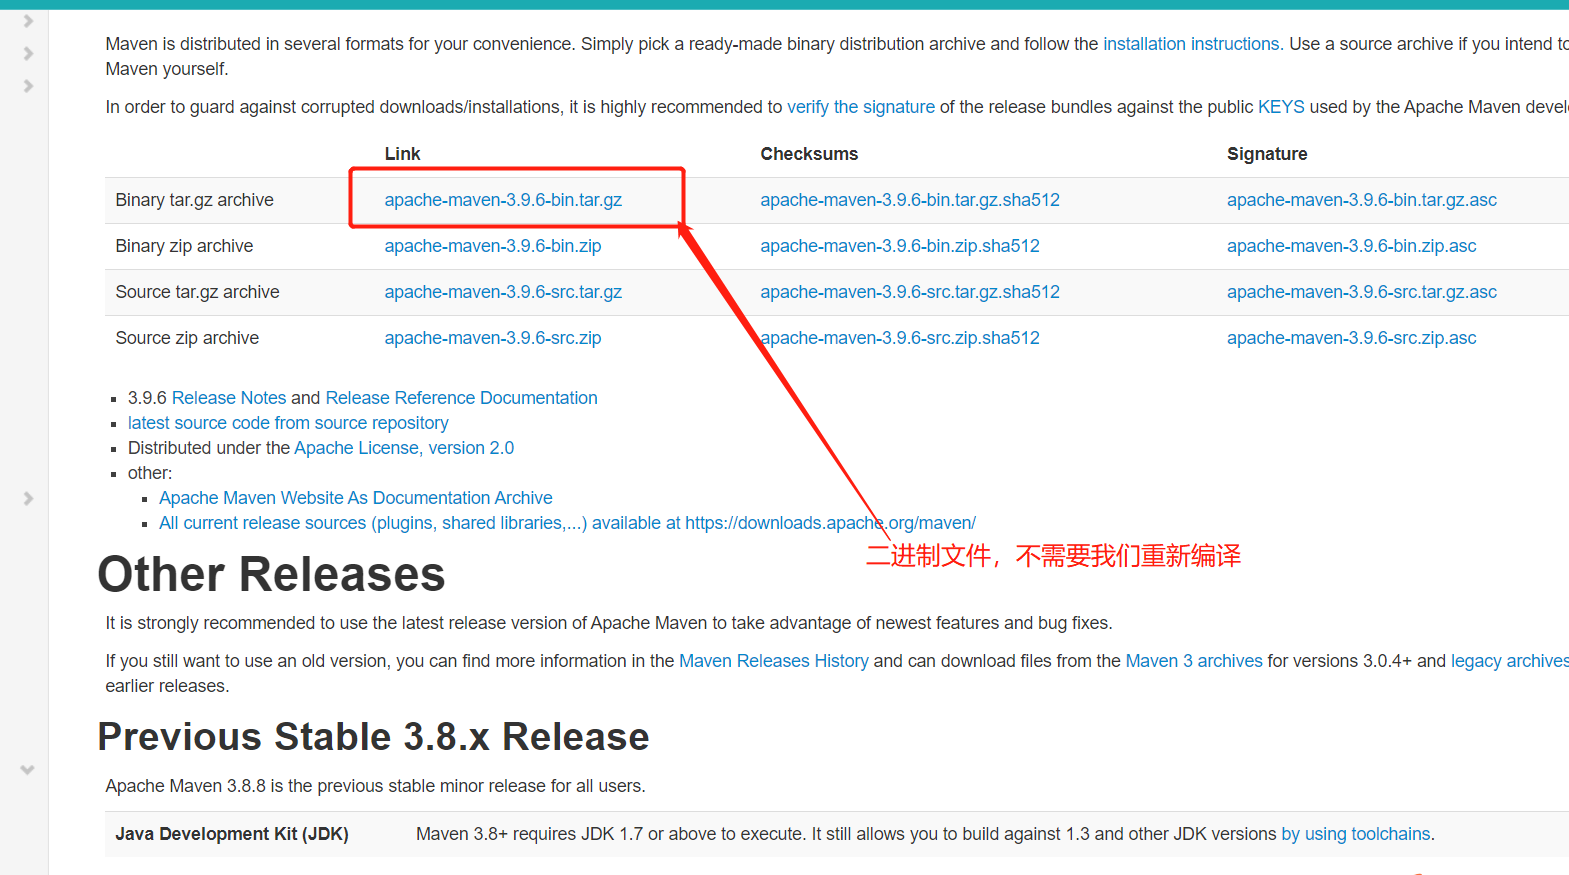 Maven is distributed in several formats for your convenience. Simply pick a ready-made binary distribution archive and follow the installation instructions. Use a source archive if you intend to
Maven yourself.
In order to guard against corrupted downloads/installations, it is highly recommended to verify the signature of the release bundles against the public KEYS used by the Apache Maven devel
Link Checksums Signature
Binary tar.gz archive apache-maven-3.9.6-bin.tar.gz apache-maven-3.9.6-bin.tar.gz.sha512 apache-maven-3.9.6-bin.tar.gz.asc
Binary zip archive apache-maven-3.9.6-bin.zip apache-maven-3.9.6-bin.zip.sha512 apache-maven-3.9.6-bin.zip.asc
Source tar.gz archive apache-maven-3.9.6-src.tar.gz apache-maven-3.9.6-src.tar.gz.sha512 apache-maven-3.9.6-src.tar.gz.asc
Source zip archive apache-maven-3.9.6-src.zip apache-maven-3.9.6-src.zip.sha512 apache-maven-3.9.6-src.zip.asc
3.9.6 Release Notes and Release Reference Documentation
latest source code from source repository
Distributed under the Apache License, version 2.0
other:
Apache Maven Website As Documentation Archive
All current release sources (plugins, shared libraries,...) available at https://downloads.apache.org/maven/
二进制文件，不需要我们重新编译
Other Releases
It is strongly recommended to use the latest release version of Apache Maven to take advantage of newest features and bug fixes.
If you still want to use an old version, you can find more information in the Maven Releases History and can download files from the Maven 3 archives for versions 3.0.4+ and legacy archives
earlier releases.
Previous Stable 3.8.x Release
Apache Maven 3.8.8 is the previous stable minor release for all users.
Java Development Kit (JDK) Maven 3.8+ requires JDK 1.7 or above to execute. It still allows you to build against 1.3 and other JDK versions by using toolchains.